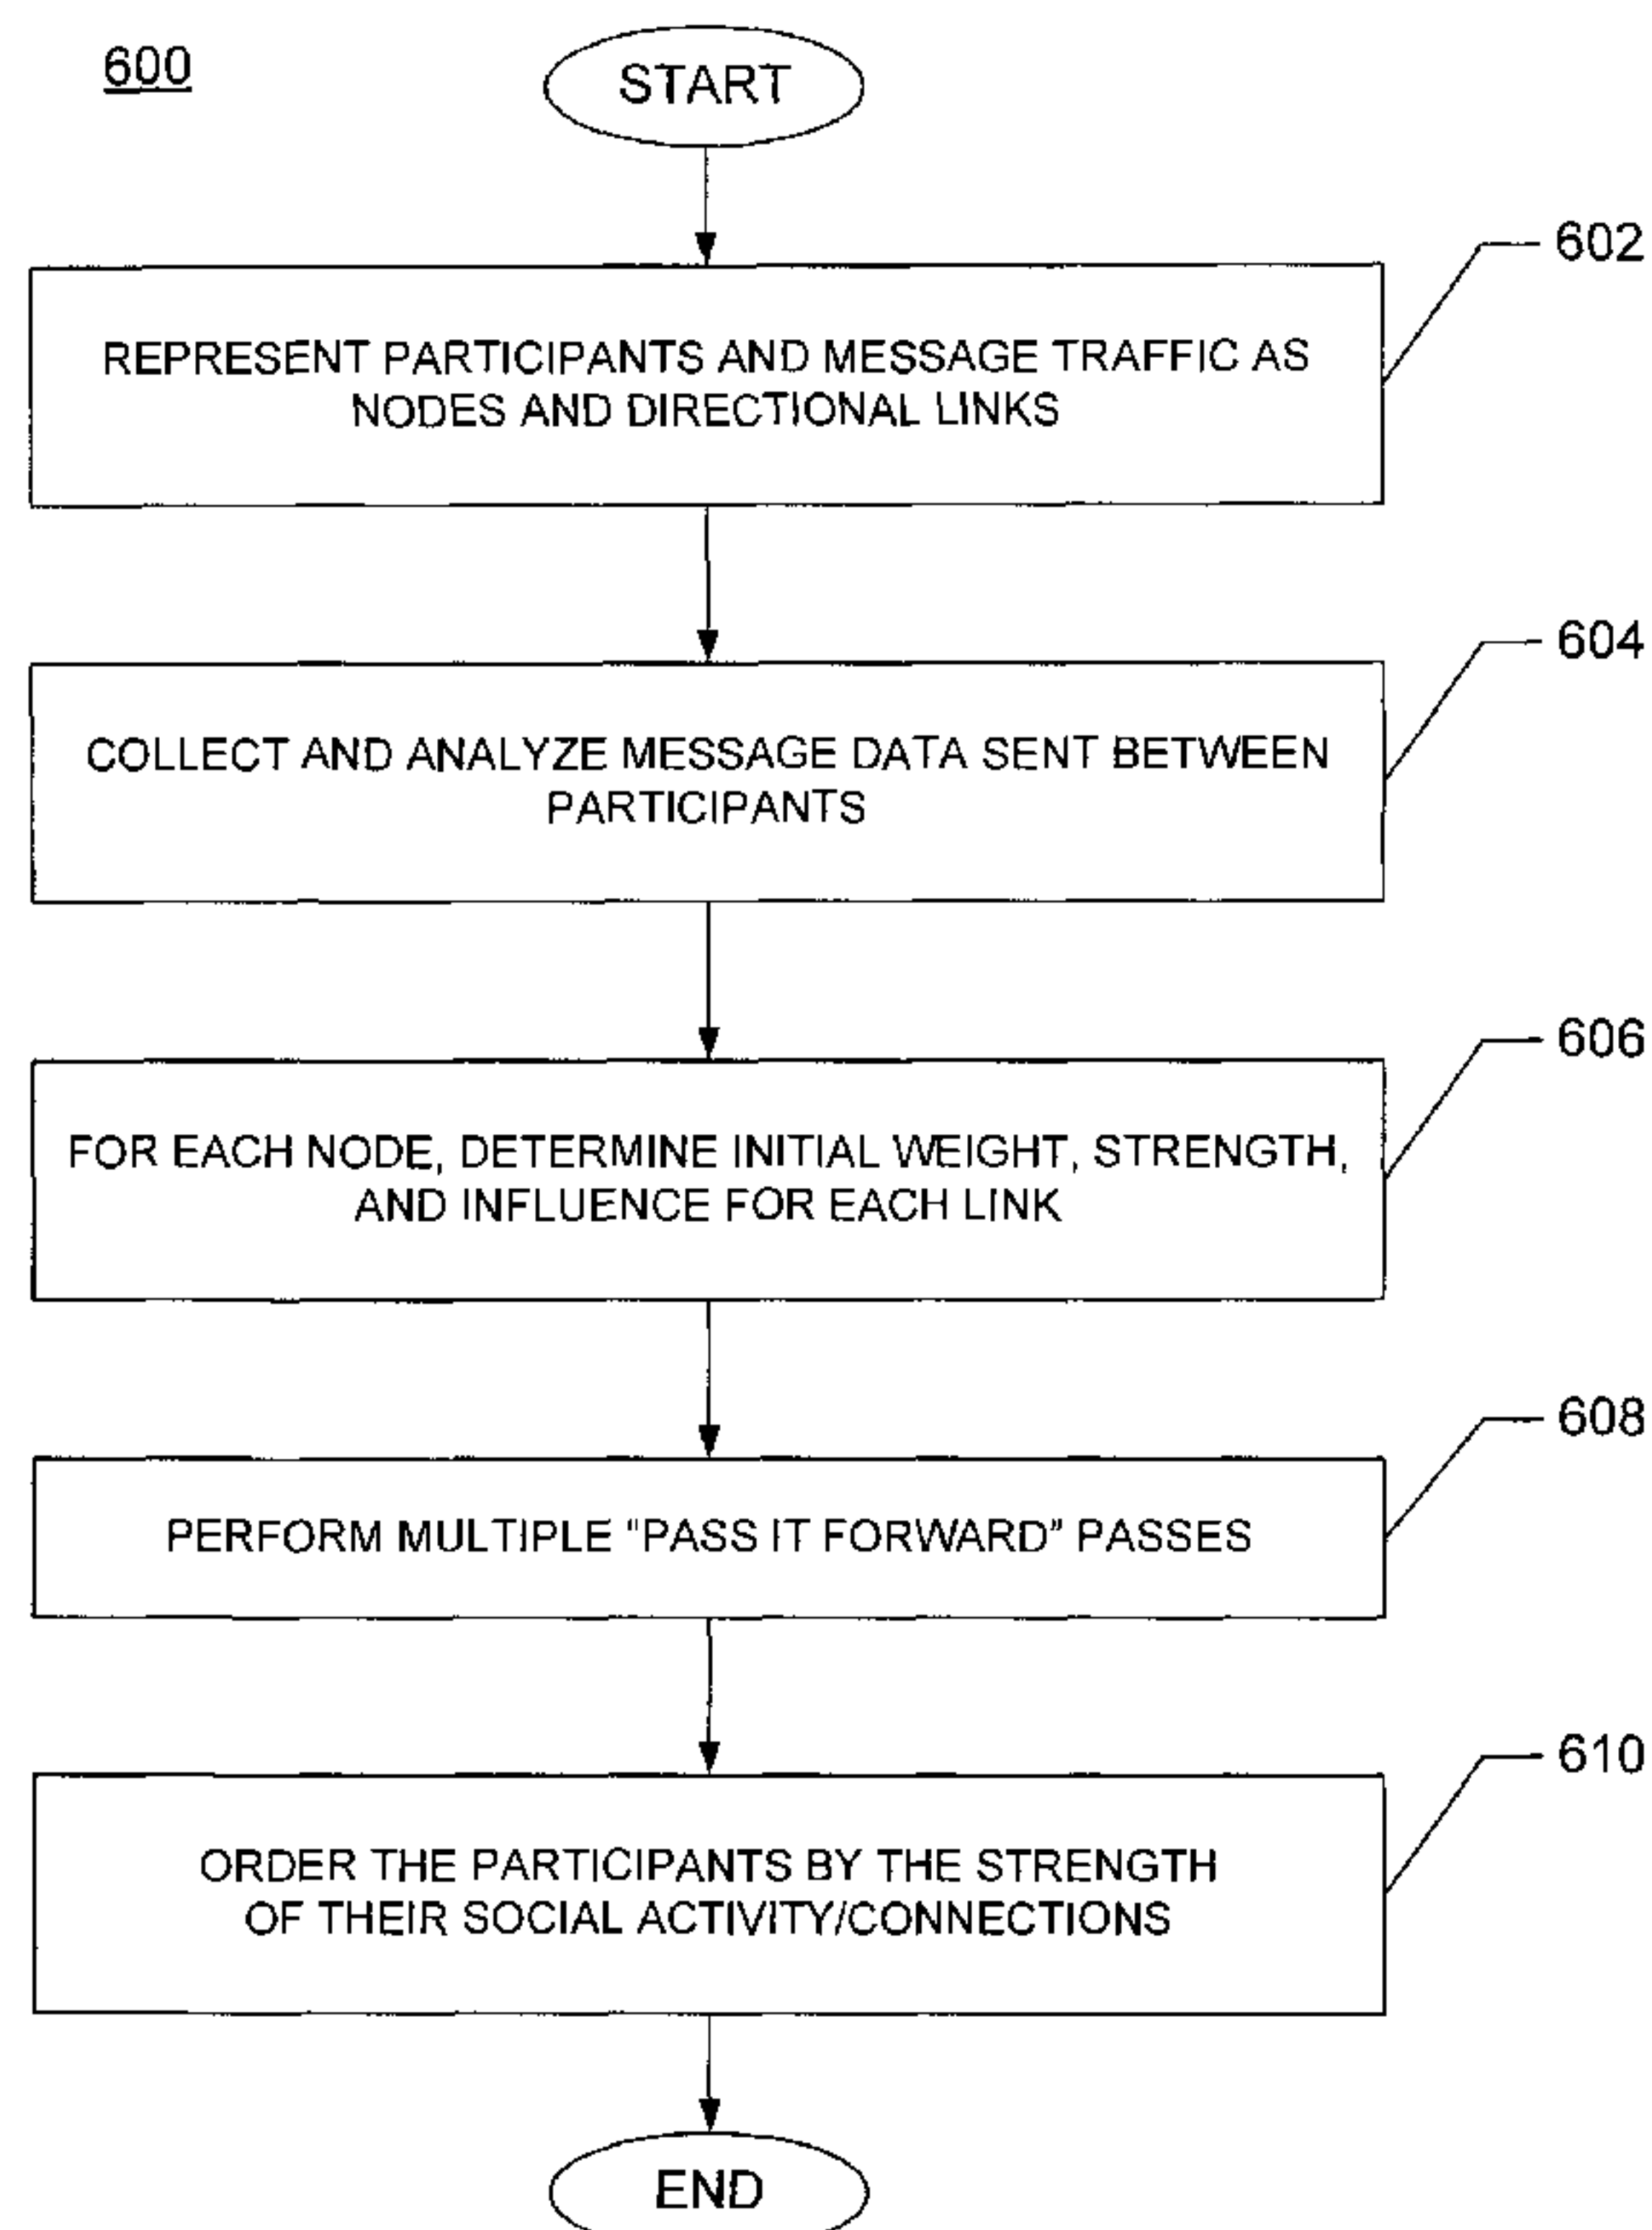 600
START
602
REPRESENT PARTICIPANTS AND MESSAGE TRAFFIC AS
NODES AND DIRECTIONAL LINKS
604
COLLECT AND ANALYZE MESSAGE DATA SENT BETWEEN
PARTICIPANTS
606
FOR EACH NODE, DETERMINE INITIAL WEIGHT, STRENGTH,
AND INFLUENCE FOR EACH LINK
608
PERFORM MULTIPLE "PASS IT FORWARD" PASSES
610
ORDER THE PARTICIPANTS BY THE STRENGTH
OF THEIR SOCIAL ACTIVITY/CONNECTIONS
END